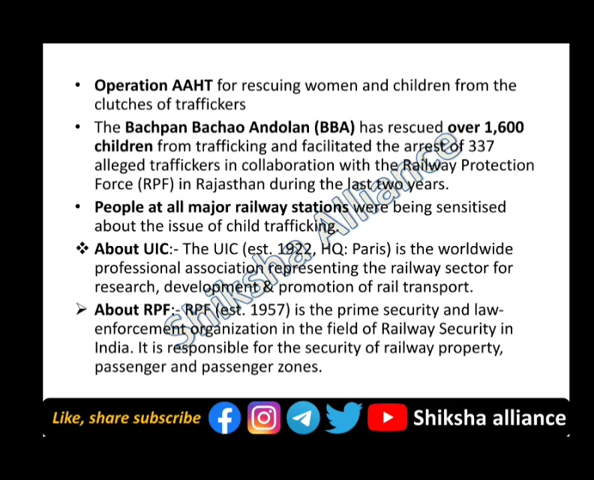 • Operation AAHT for rescuing women and children from the
clutches of traffickers
• The Bachpan Bachao Andolan (BBA) has rescued over 1,600
children from trafficking and facilitated the arrest of 337
alleged traffickers in collaboration with the Railway Protection
Force (RPF) in Rajasthan during the last two years.
• People at all major railway stations were being sensitised
about the issue of child trafficking.
❖ About UIC:- The UIC (est. 1922, HQ: Paris) is the worldwide
professional association representing the railway sector for
research, development & promotion of rail transport.
➢ About RPF:- RPF (est. 1957) is the prime security and law-
enforcement organization in the field of Railway Security in
India. It is responsible for the security of railway property,
passenger and passenger zones.
Shiksha Alliance
Like, share subscribe
Shiksha alliance